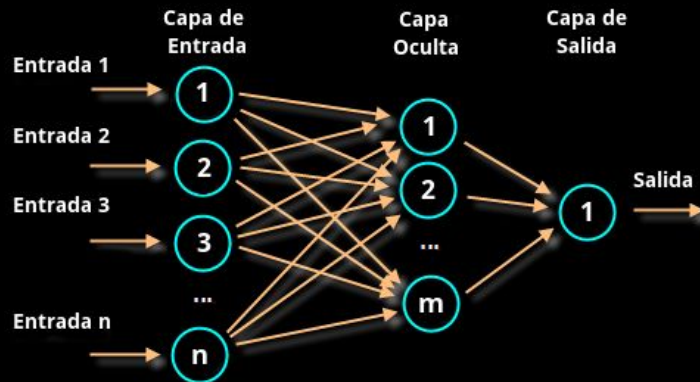 Capa de
Entrada
Capa
Oculta
Capa de
Salida
Entrada 1
1
Entrada 2
2
Entrada 3
3
...
Entrada n
n
1
2
...
m
1
Salida